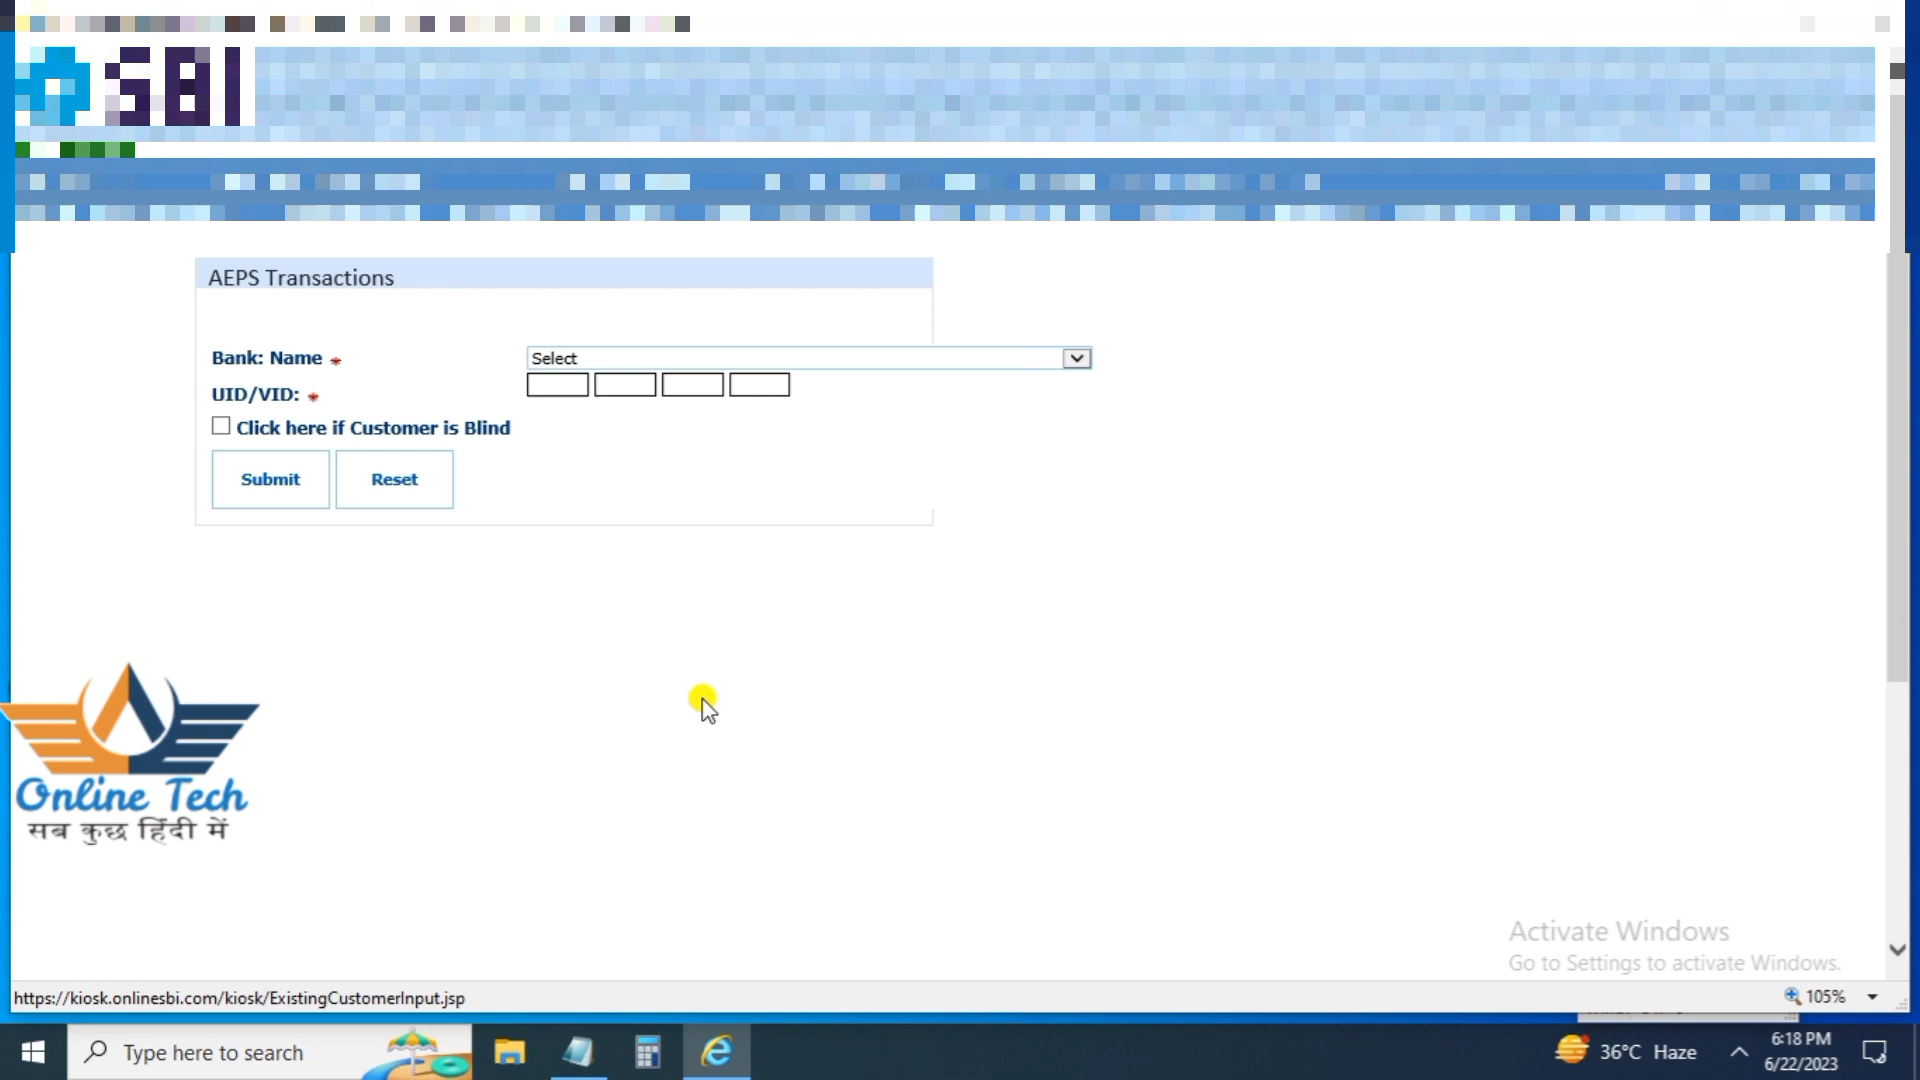 SBI
AEPS Transactions
Bank: Name *
Select
UID/VID: *
Click here if Customer is Blind
Submit
Reset
Online Tech
सब कुछ हिंदी में
Activate Windows
Go to Settings to activate Windows.
https://kiosk.onlinesbi.com/kiosk/ExistingCustomerInput.jsp
105%
Type here to search
36°C Haze
6:18 PM
6/22/2023